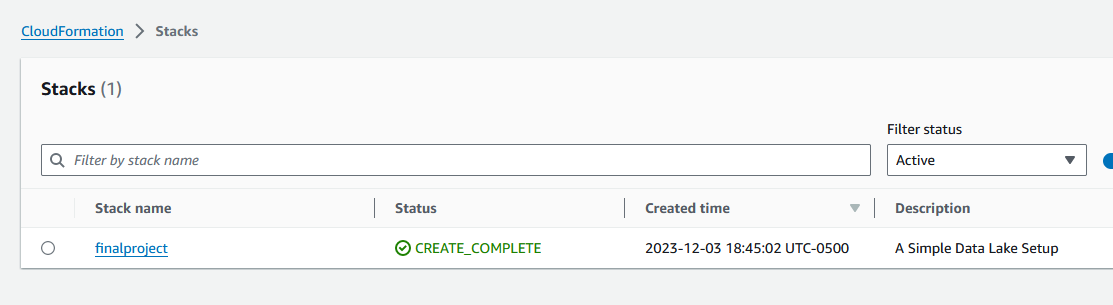 CloudFormation > Stacks
Stacks (1)
Filter status
Filter by stack name
Active
Stack name Status Created time Description
finalproject CREATE_COMPLETE 2023-12-03 18:45:02 UTC-0500 A Simple Data Lake Setup